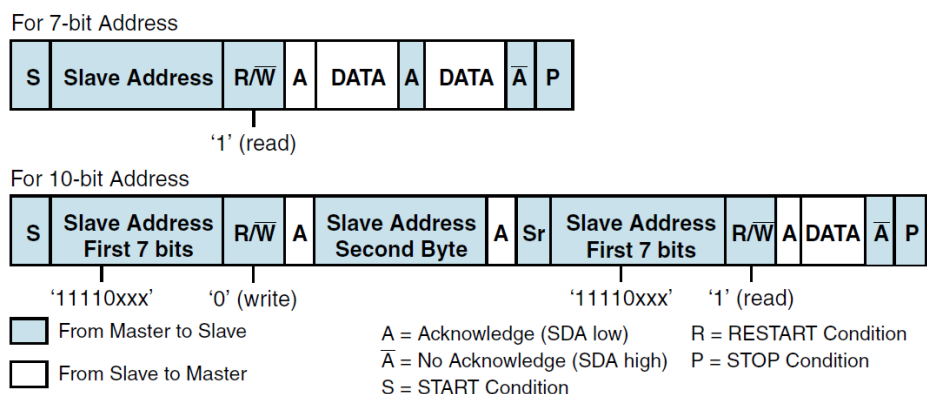 For 7-bit Address
S Slave Address R/W̅ A DATA A DATA A̅ P
‘1’ (read)
For 10-bit Address
S Slave Address First 7 bits R/W̅ A Slave Address Second Byte A Sr Slave Address First 7 bits R/W̅ A DATA A̅ P
‘11110xxx’ ‘0’ (write) ‘11110xxx’ ‘1’ (read)
From Master to Slave
From Slave to Master
A = Acknowledge (SDA low)
A̅ = No Acknowledge (SDA high)
S = START Condition
R = RESTART Condition
P = STOP Condition